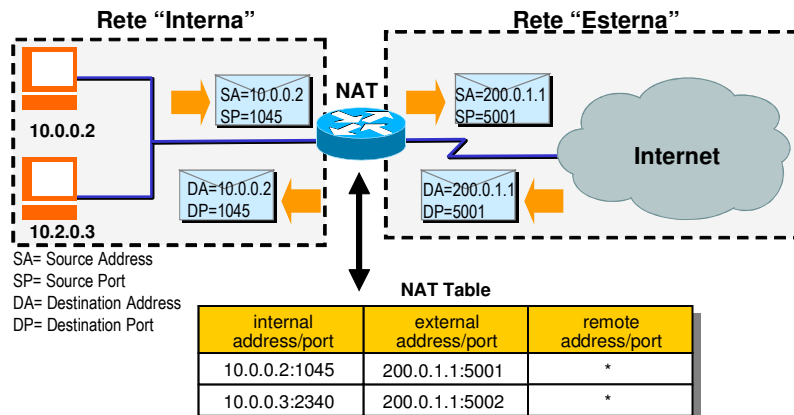 Rete “Interna”
Rete “Esterna”
NAT
SA=10.0.0.2
SP=1045
SA=200.0.1.1
SP=5001
10.0.0.2
Internet
DA=10.0.0.2
DP=1045
DA=200.0.1.1
DP=5001
10.2.0.3
SA= Source Address
SP= Source Port
DA= Destination Address
DP= Destination Port
NAT Table
internal address/port
external address/port
remote address/port
10.0.0.2:1045 200.0.1.1:5001 *
10.0.0.3:2340 200.0.1.1:5002 *